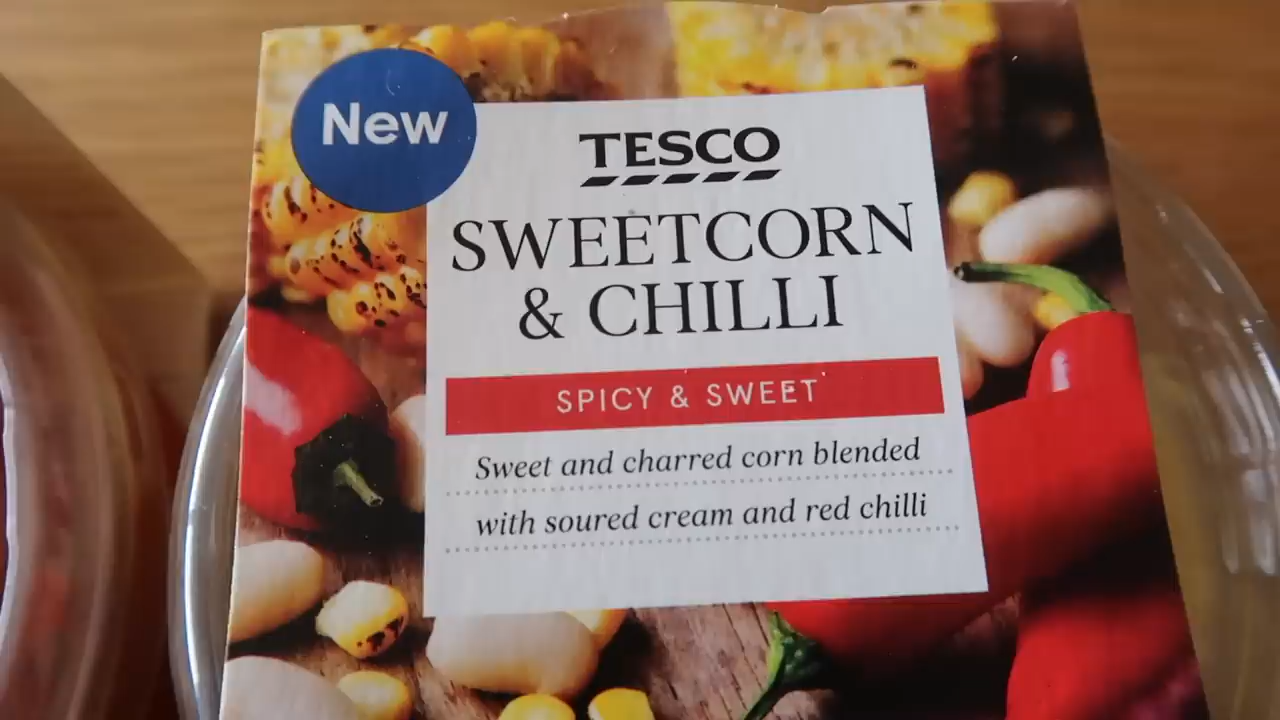 New
TESCO
SWEETCORN
& CHILLI
SPICY & SWEET
Sweet and charred corn blended
with soured cream and red chilli